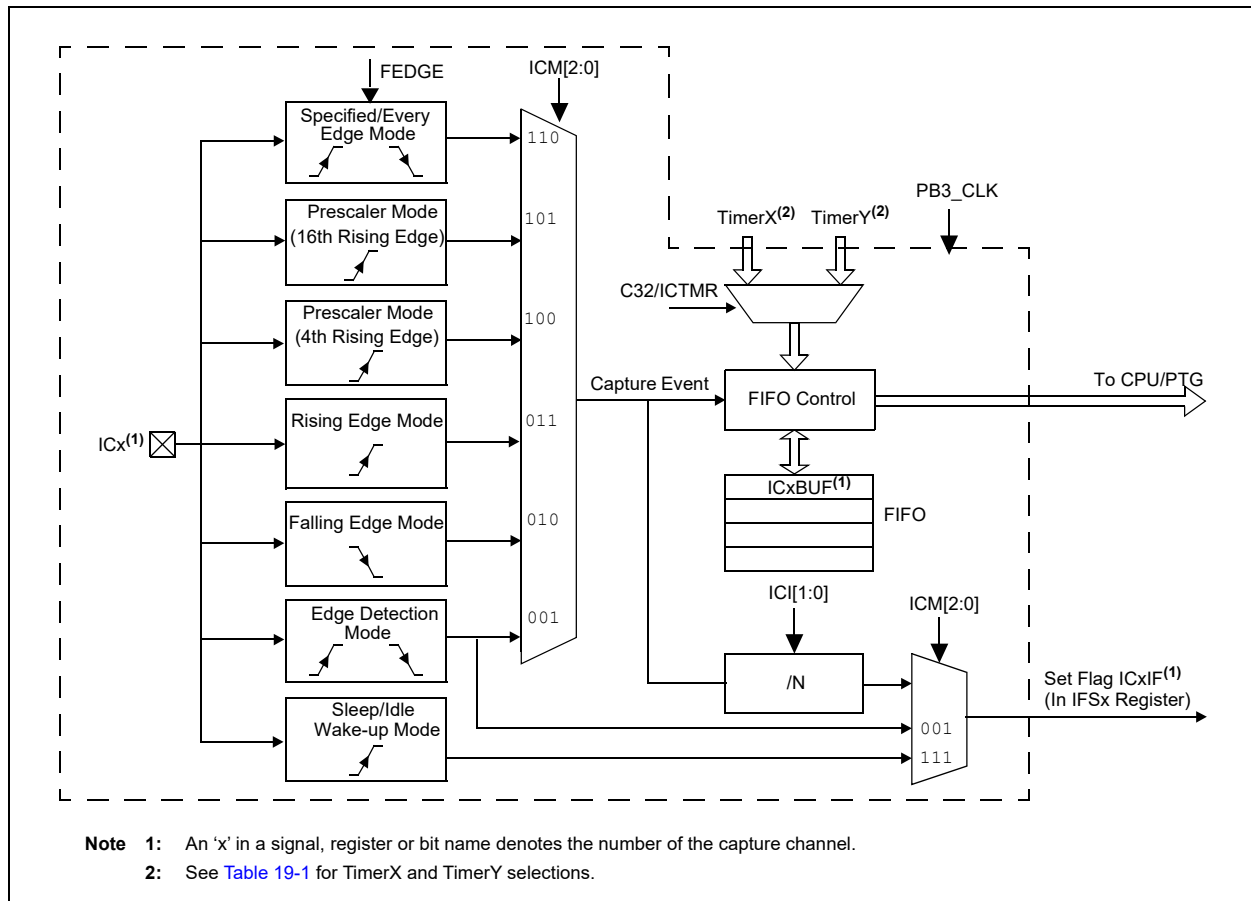 FEDGE
ICM[2:0]
Specified/Every
Edge Mode
110
PB3_CLK
Prescaler Mode
(16th Rising Edge)
101
TimerX(2)
TimerY(2)
C32/ICTMR
Prescaler Mode
(4th Rising Edge)
100
Capture Event
FIFO Control
To CPU/PTG
ICx(1)
Rising Edge Mode
011
ICxBUF(1)
FIFO
Falling Edge Mode
010
ICI[1:0]
ICM[2:0]
Edge Detection
Mode
001
/N
Set Flag ICxIF(1)
(In IFSx Register)
Sleep/Idle
Wake-up Mode
001
111
Note 1: An ‘x’ in a signal, register or bit name denotes the number of the capture channel.
2: See Table 19-1 for TimerX and TimerY selections.